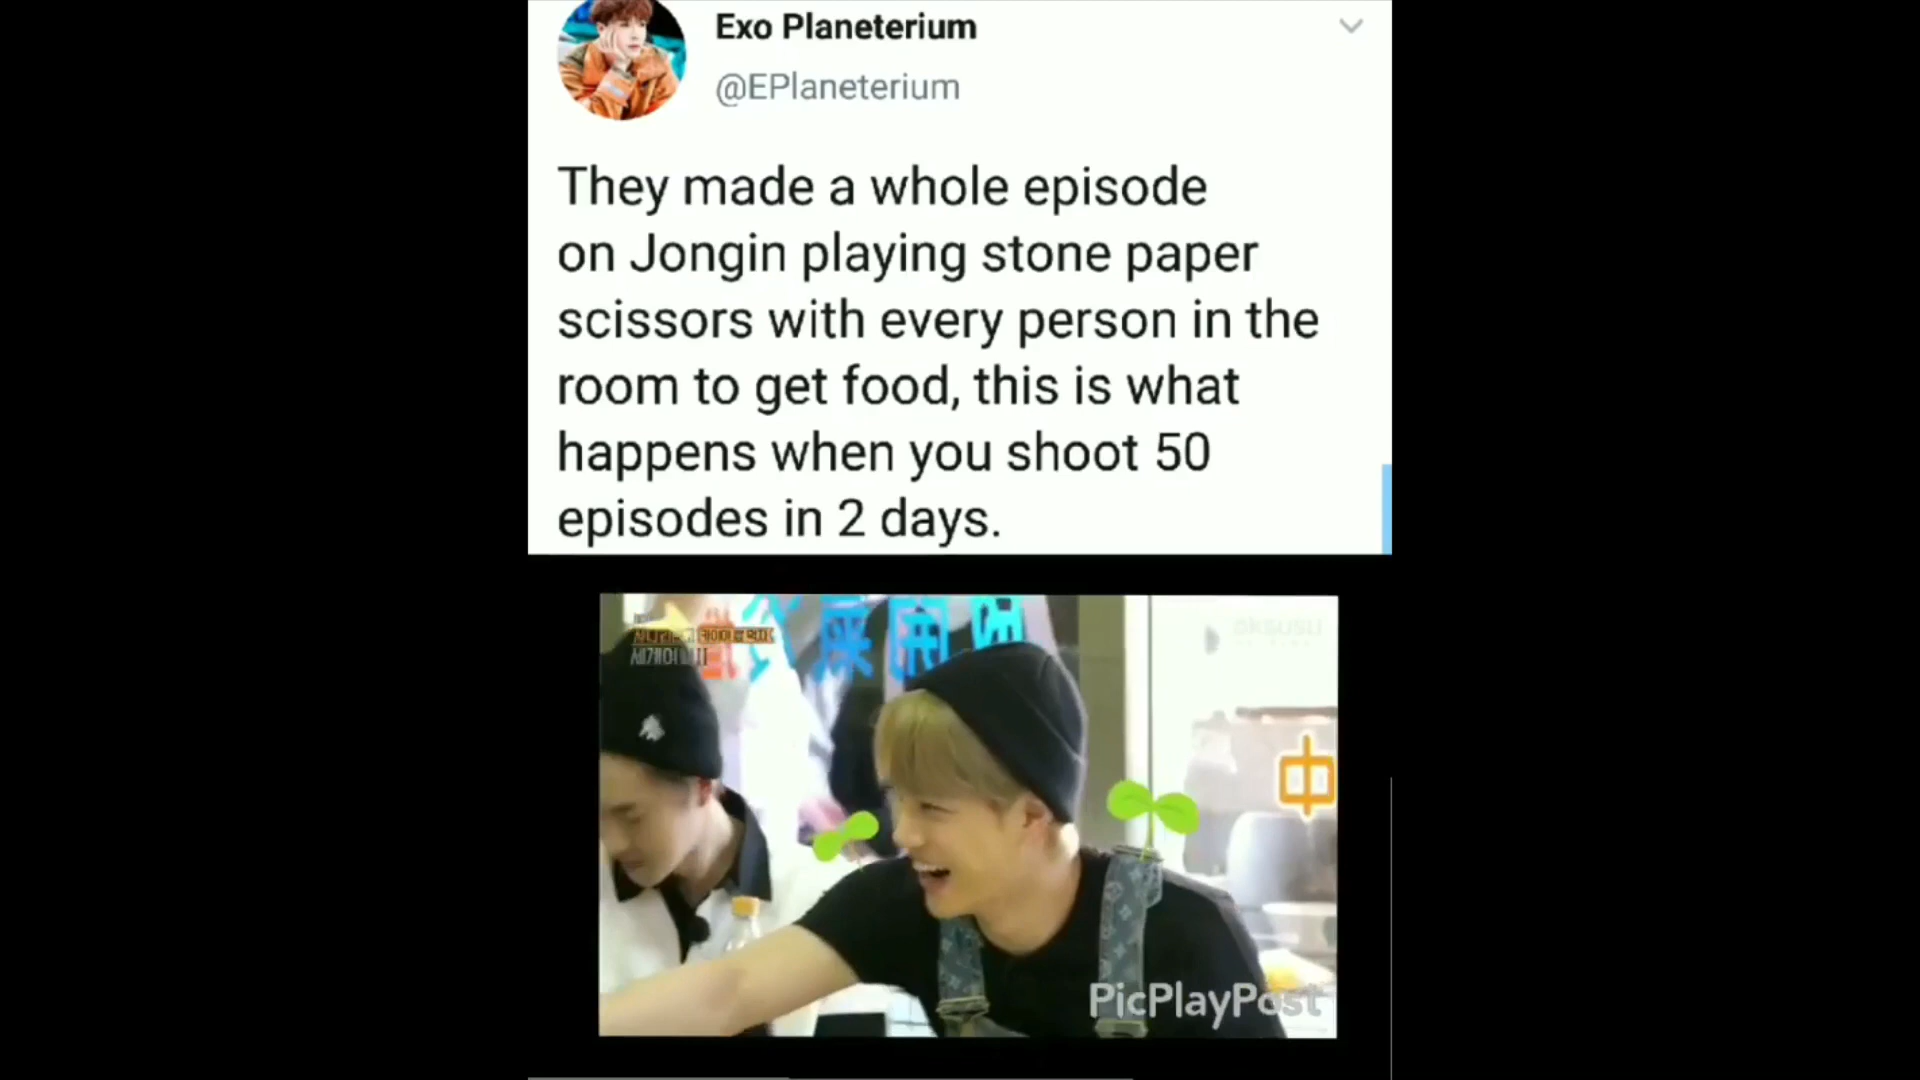 Exo Planeterium
@EPlaneterium
They made a whole episode
on Jongin playing stone paper
scissors with every person in the
room to get food, this is what
happens when you shoot 50
episodes in 2 days.
oksusu
中
PicPlayPost